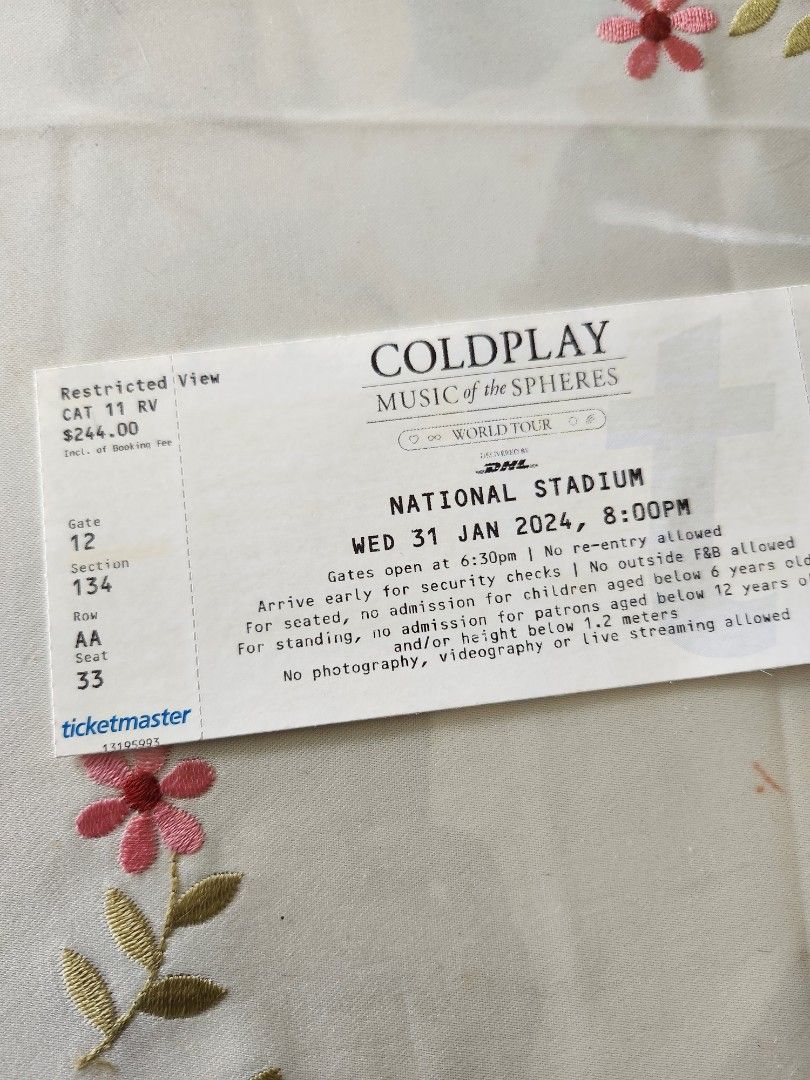 Restricted View
CAT 11 RV
$244.00
Incl. of Booking Fee
Gate
12
Section
134
Row
AA
Seat
33
ticketmaster
13195993
COLDPLAY
MUSIC of the SPHERES
WORLD TOUR
DELIVERED BY
DHL
NATIONAL STADIUM
WED 31 JAN 2024, 8:00PM
Gates open at 6:30pm | No re-entry allowed
Arrive early for security checks | No outside F&B allowed
For seated, no admission for children aged below 6 years old
For standing, no admission for patrons aged below 12 years o
and/or height below 1.2 meters
No photography, videography or live streaming allowed